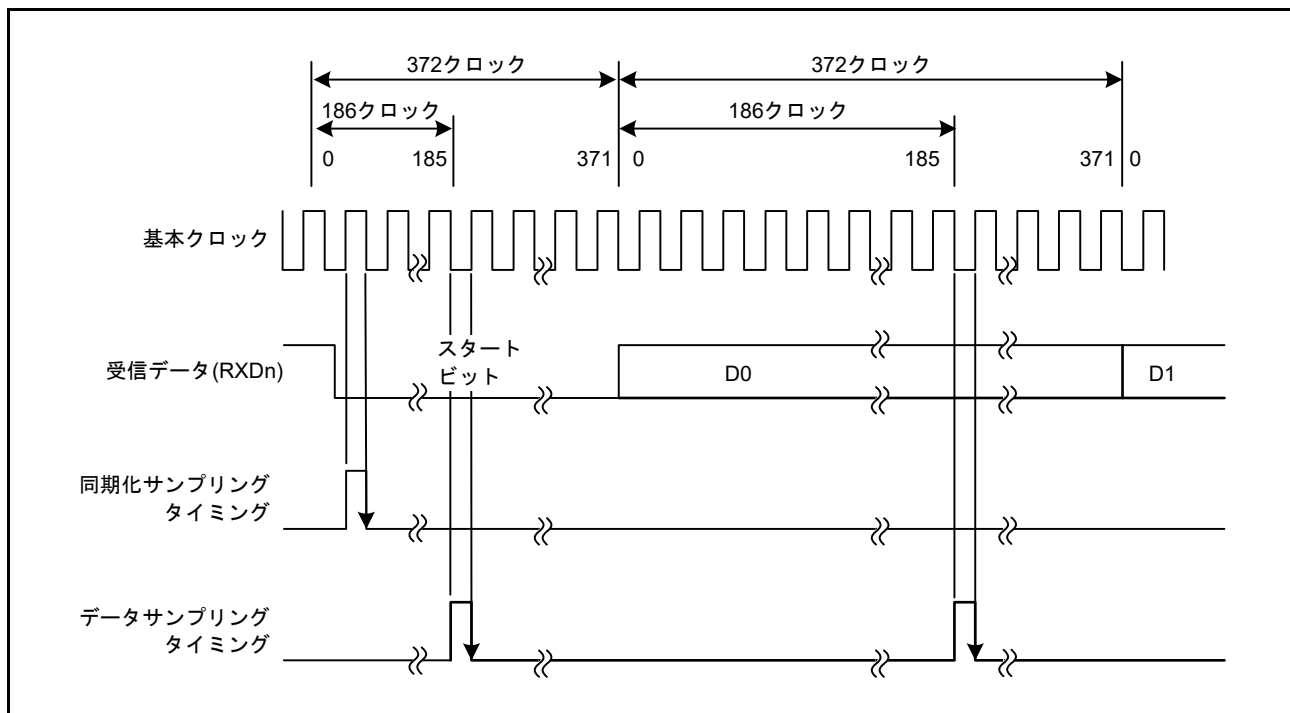 372クロック
372クロック
186クロック
186クロック
0
185
371
0
185
371
0
基本クロック
スタート
ビット
受信データ(RXDn)
D0
D1
同期化サンプリング
タイミング
データサンプリング
タイミング